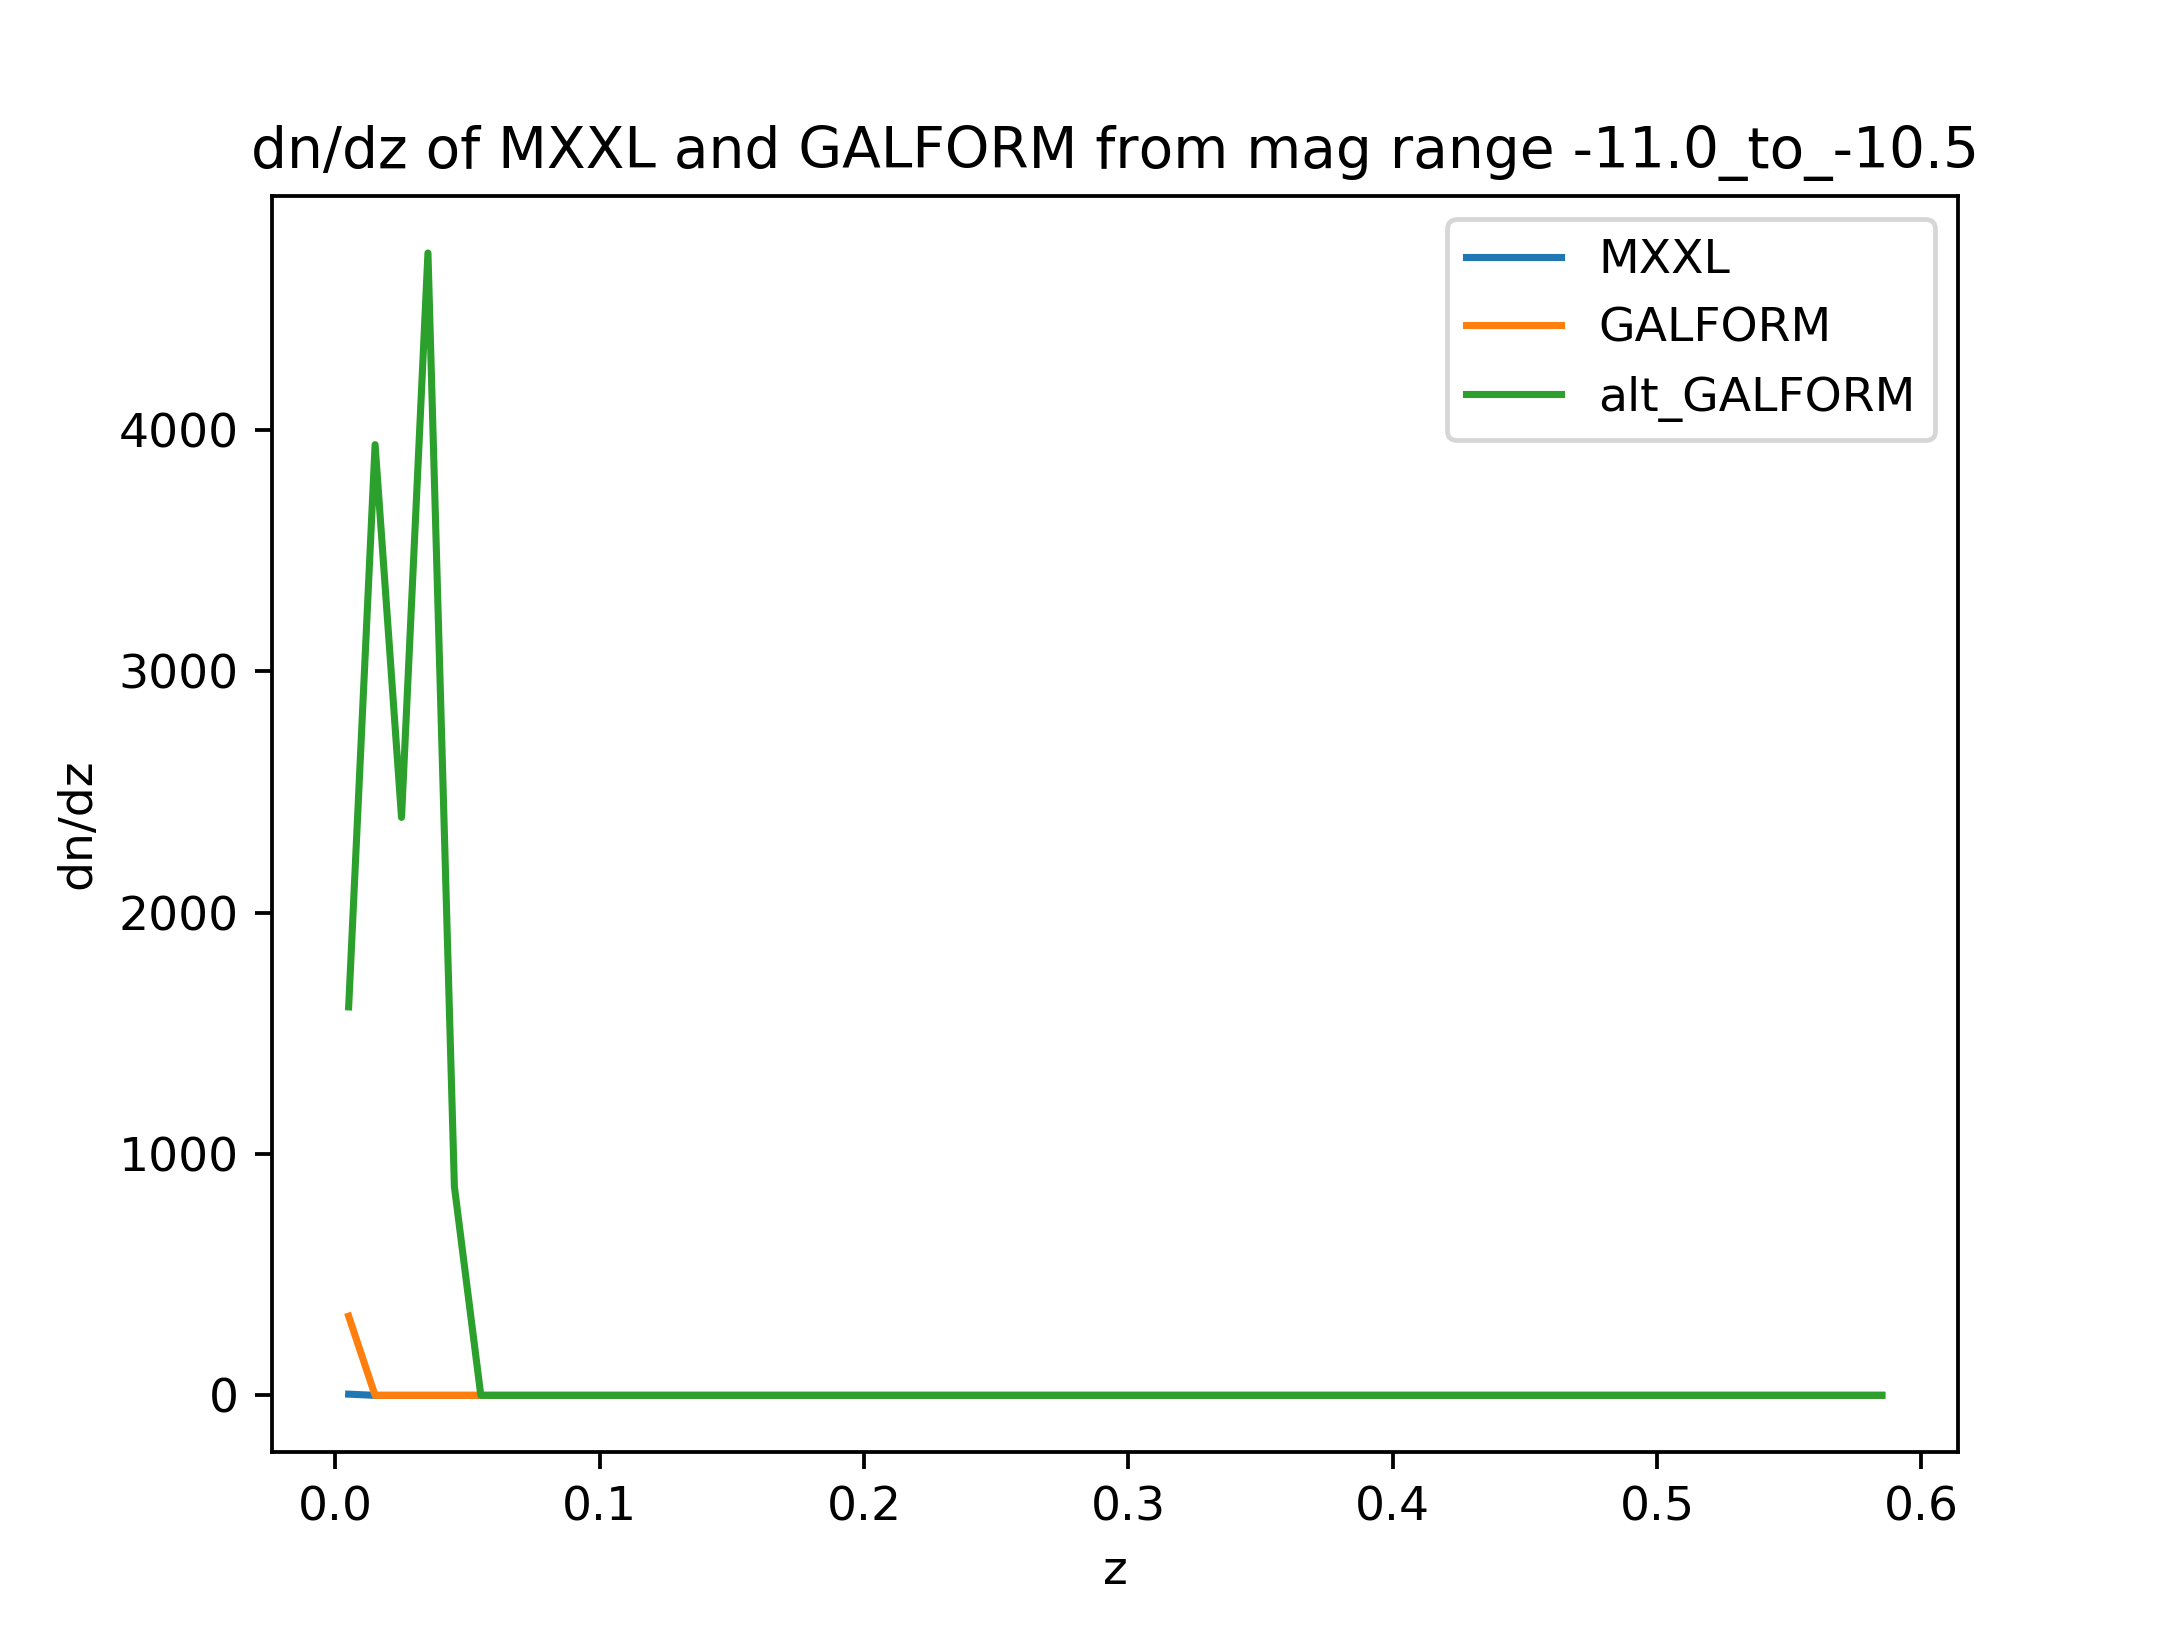 dn/dz of MXXL and GALFORM from mag range -11.0_to_-10.5
MXXL
GALFORM
alt_GALFORM
4000
3000
2000
1000
0
dn/dz
0.0 0.1 0.2 0.3 0.4 0.5 0.6
z